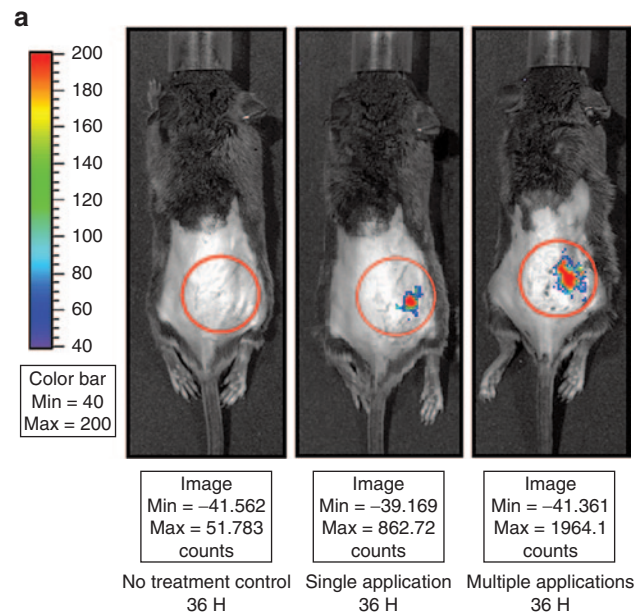 a
200
180
160
140
120
100
80
60
40
Color bar
Min = 40
Max = 200
Image
Min = –41.562
Max = 51.783
counts
No treatment control
36 H
Image
Min = –39.169
Max = 862.72
counts
Single application
36 H
Image
Min = –41.361
Max = 1964.1
counts
Multiple applications
36 H